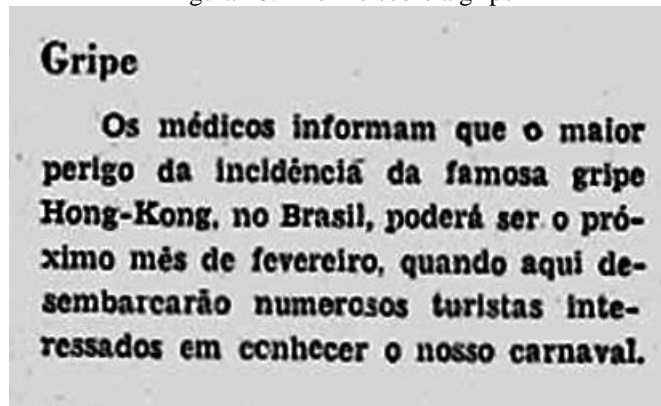 Gripe
Os médicos informam que o maior
perigo da incidência da famosa gripe
Hong-Kong, no Brasil, poderá ser o pró-
ximo mês de fevereiro, quando aqui de-
sembarcarão numerosos turistas inte-
ressados em conhecer o nosso carnaval.